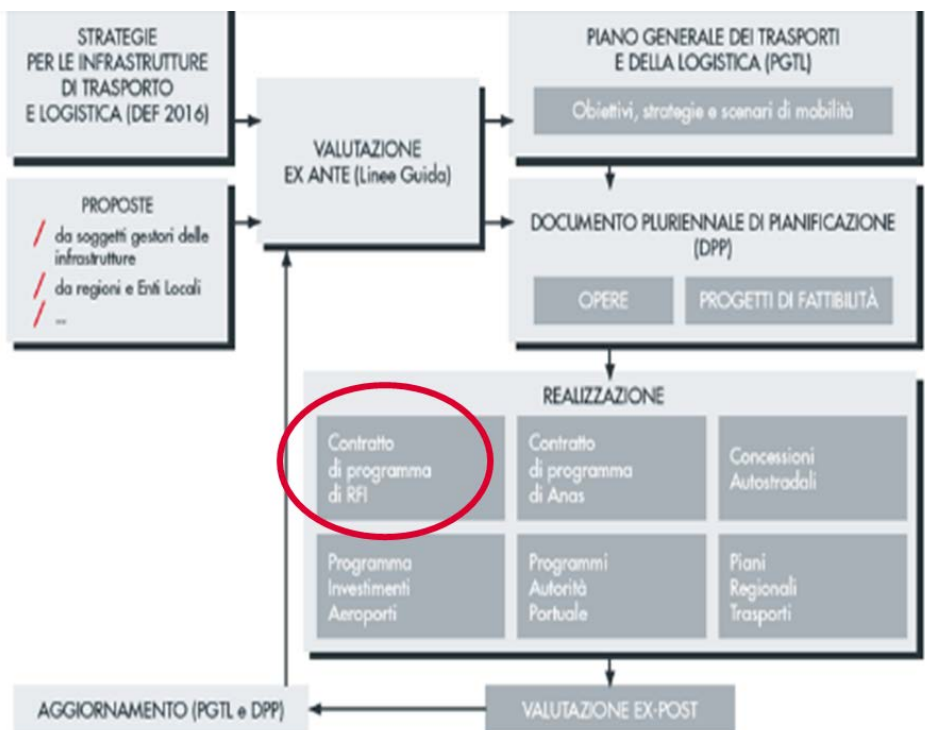 STRATEGIE
PER LE INFRASTRUTTURE
DI TRASPORTO
E LOGISTICA (DEF 2016)
PROPOSTE
da soggetti gestori delle
infrastrutture
da regioni e Enti Locali
...
VALUTAZIONE
EX ANTE (Linee Guida)
PIANO GENERALE DEI TRASPORTI
E DELLA LOGISTICA (PGTL)
Obiettivi, strategie e scenari di mobilità
DOCUMENTO PLURIENNALE DI PIANIFICAZIONE
(DPP)
OPERE
PROGETTI DI FATTIBILITÀ
REALIZZAZIONE
Contratto
di programma
di RFI
Contratto
di programma
di Anas
Concessioni
Autostradali
Programma
Investimenti
Aeroporti
Programmi
Autorità
Portuale
Piani
Regionali
Trasporti
AGGIORNAMENTO (PGTL e DPP)
VALUTAZIONE EX-POST